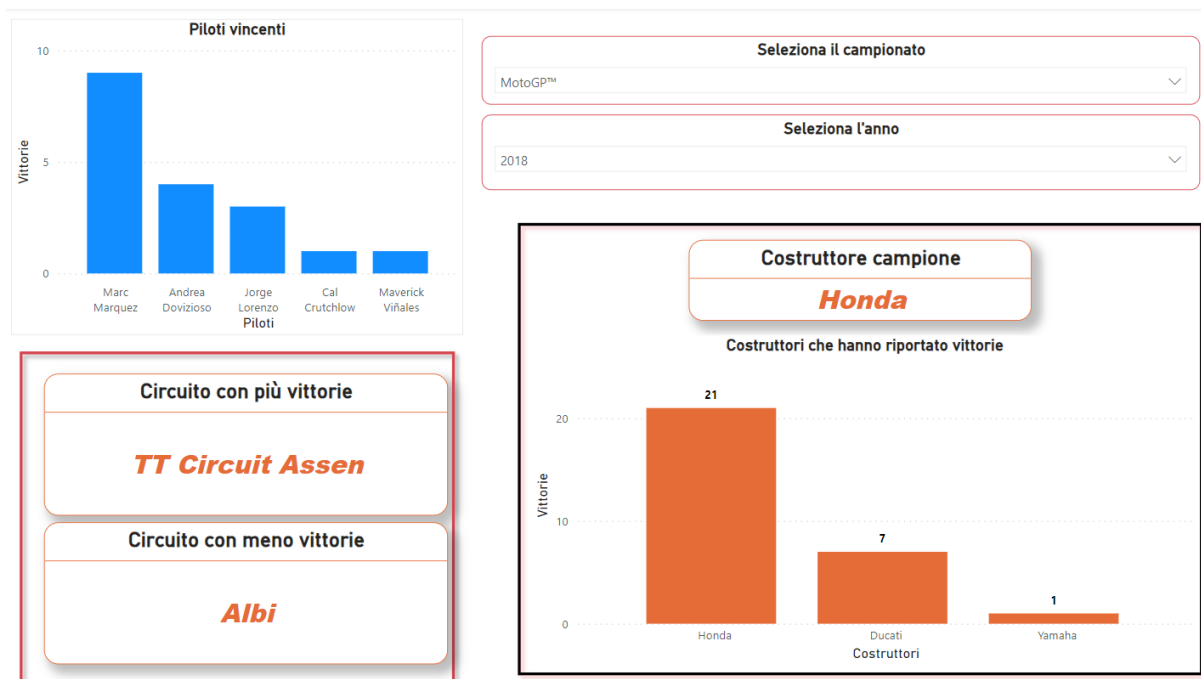 Piloti vincenti
10
5
0
Vittorie
Marc Marquez
Andrea Dovizioso
Jorge Lorenzo
Cal Crutchlow
Maverick Viñales
Piloti
Seleziona il campionato
MotoGP™
Seleziona l'anno
2018
Circuito con più vittorie
TT Circuit Assen
Circuito con meno vittorie
Albi
Costruttore campione
Honda
Costruttori che hanno riportato vittorie
20
10
0
Vittorie
21
7
1
Honda
Ducati
Yamaha
Costruttori